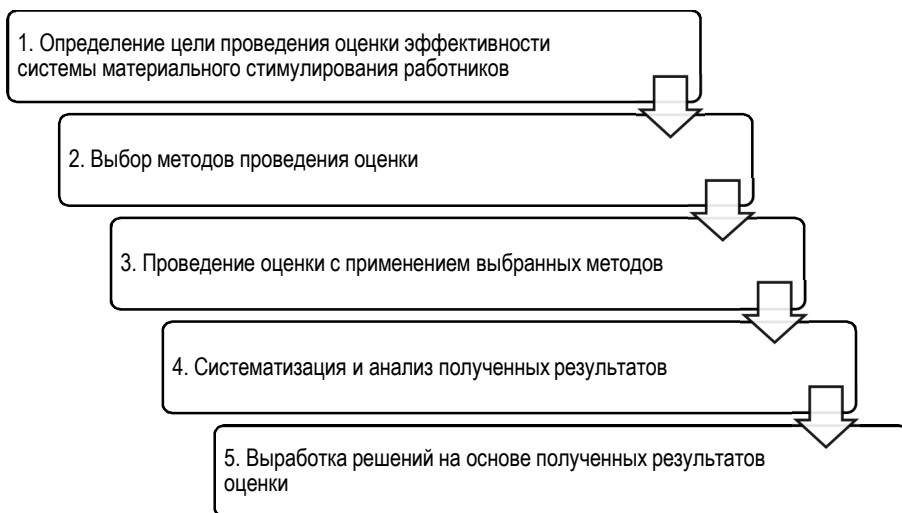 1. Определение цели проведения оценки эффективности
системы материального стимулирования работников
2. Выбор методов проведения оценки
3. Проведение оценки с применением выбранных методов
4. Систематизация и анализ полученных результатов
5. Выработка решений на основе полученных результатов
оценки